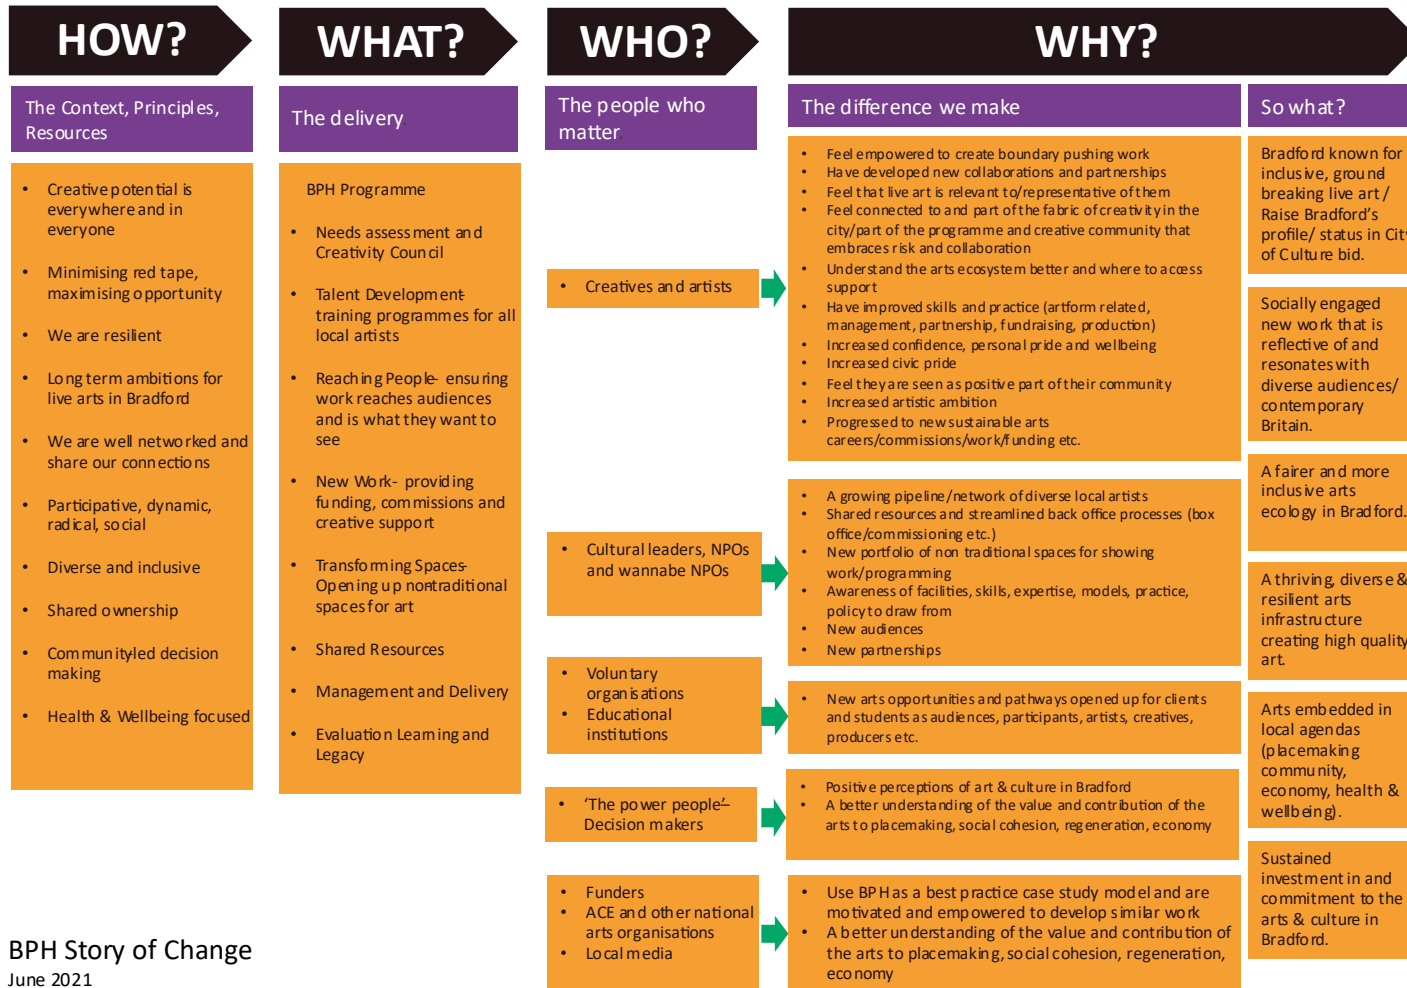 HOW?
The Context, Principles,
Resources
• Creative potential is
everywhere and in
everyone
• Minimising red tape,
maximising opportunity
• We are resilient
• Long term ambitions for
live arts in Bradford
• We are well networked and
share our connections
• Participative, dynamic,
radical, social
• Diverse and inclusive
• Shared ownership
• Community-led decision
making
• Health & Wellbeing focused
WHAT?
The delivery
BPH Programme
• Needs assessment and
Creativity Council
• Talent Development-
training programmes for all
local artists
• Reaching People- ensuring
work reaches audiences
and is what they want to
see
• New Work- providing
funding, commissions and
creative support
• Transforming Spaces-
Opening up non-traditional
spaces for art
• Shared Resources
• Management and Delivery
• Evaluation Learning and
Legacy
WHO?
The people who
matter.
• Creatives and artists
• Cultural leaders, NPOs
and wannabe NPOs
• Voluntary
organisations
• Educational
institutions
• ‘The power people’–
Decision makers
• Funders
• ACE and other national
arts organisations
• Local media
WHY?
The difference we make
• Feel empowered to create boundary pushing work
• Have developed new collaborations and partnerships
• Feel that live art is relevant to/representative of them
• Feel connected to and part of the fabric of creativity in the
city/part of the programme and creative community that
embraces risk and collaboration
• Understand the arts ecosystem better and where to access
support
• Have improved skills and practice (artform related,
management, partnership, fundraising, production)
• Increased confidence, personal pride and wellbeing
• Increased civic pride
• Feel they are seen as positive part of their community
• Increased artistic ambition
• Progressed to new sustainable arts
careers/commissions/work/funding etc.
• A growing pipeline/network of diverse local artists
• Shared resources and streamlined back office processes (box
office/commissioning etc.)
• New portfolio of non traditional spaces for showing
work/programming
• Awareness of facilities, skills, expertise, models, practice,
policy to draw from
• New audiences
• New partnerships
• New arts opportunities and pathways opened up for clients
and students as audiences, participants, artists, creatives,
producers etc.
• Positive perceptions of art & culture in Bradford
• A better understanding of the value and contribution of the
arts to placemaking, social cohesion, regeneration, economy
• Use BPH as a best practice case study model and are
motivated and empowered to develop similar work
• A better understanding of the value and contribution of
the arts to placemaking, social cohesion, regeneration,
economy
So what?
Bradford known for
inclusive, ground
breaking live art /
Raise Bradford’s
profile/ status in City
of Culture bid.
Socially engaged
new work that is
reflective of and
resonates with
diverse audiences/
contemporary
Britain.
A fairer and more
inclusive arts
ecology in Bradford.
A thriving, diverse &
resilient arts
infrastructure
creating high quality
art.
Arts embedded in
local agendas
(placemaking
community,
economy, health &
wellbeing).
Sustained
investment in and
commitment to the
arts & culture in
Bradford.
BPH Story of Change
June 2021